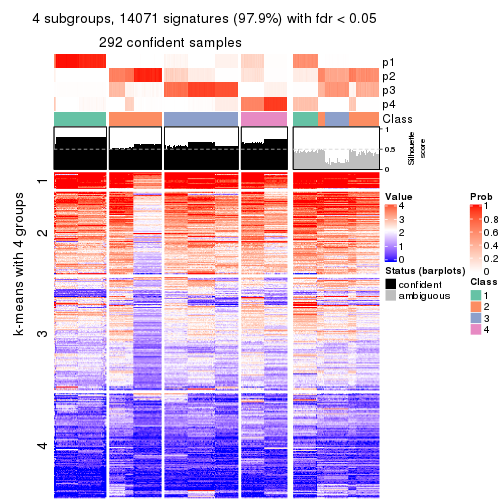 4 subgroups, 14071 signatures (97.9%) with fdr < 0.05
292 confident samples
p1
p2
p3
p4
Class
1
0.5
0
Silhouette
score
k-means with 4 groups
1
2
3
4
Value
4
3
2
1
0
Status (barplots)
confident
ambiguous
Prob
1
0.8
0.6
0.4
0.2
0
Class
1
2
3
4